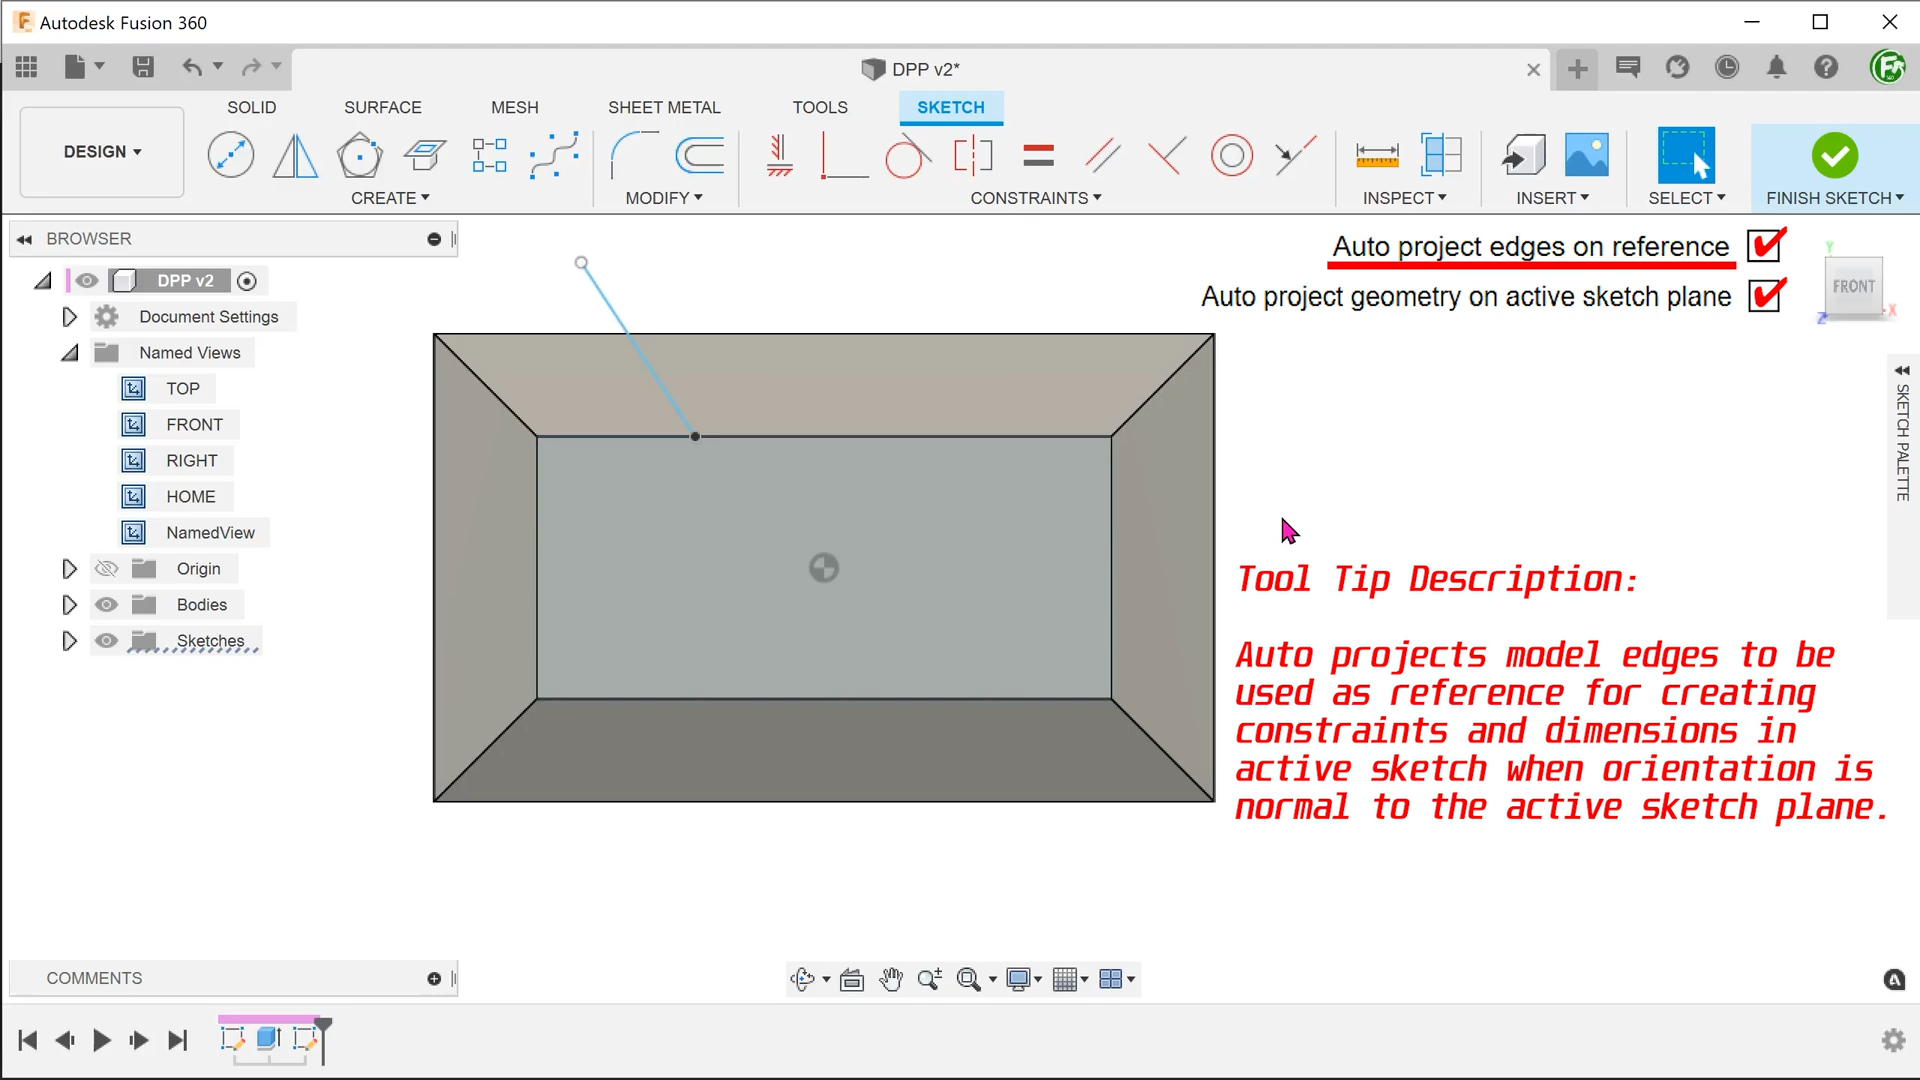 Autodesk Fusion 360
DPP v2*
SOLID
SURFACE
MESH
SHEET METAL
TOOLS
SKETCH
DESIGN
CREATE
MODIFY
CONSTRAINTS
INSPECT
INSERT
SELECT
FINISH SKETCH
BROWSER
DPP v2
Document Settings
Named Views
TOP
FRONT
RIGHT
HOME
NamedView
Origin
Bodies
Sketches
Auto project edges on reference
Auto project geometry on active sketch plane
Y
FRONT
Z
X
SKETCH PALETTE
Tool Tip Description:
Auto projects model edges to be
used as reference for creating
constraints and dimensions in
active sketch when orientation is
normal to the active sketch plane.
COMMENTS